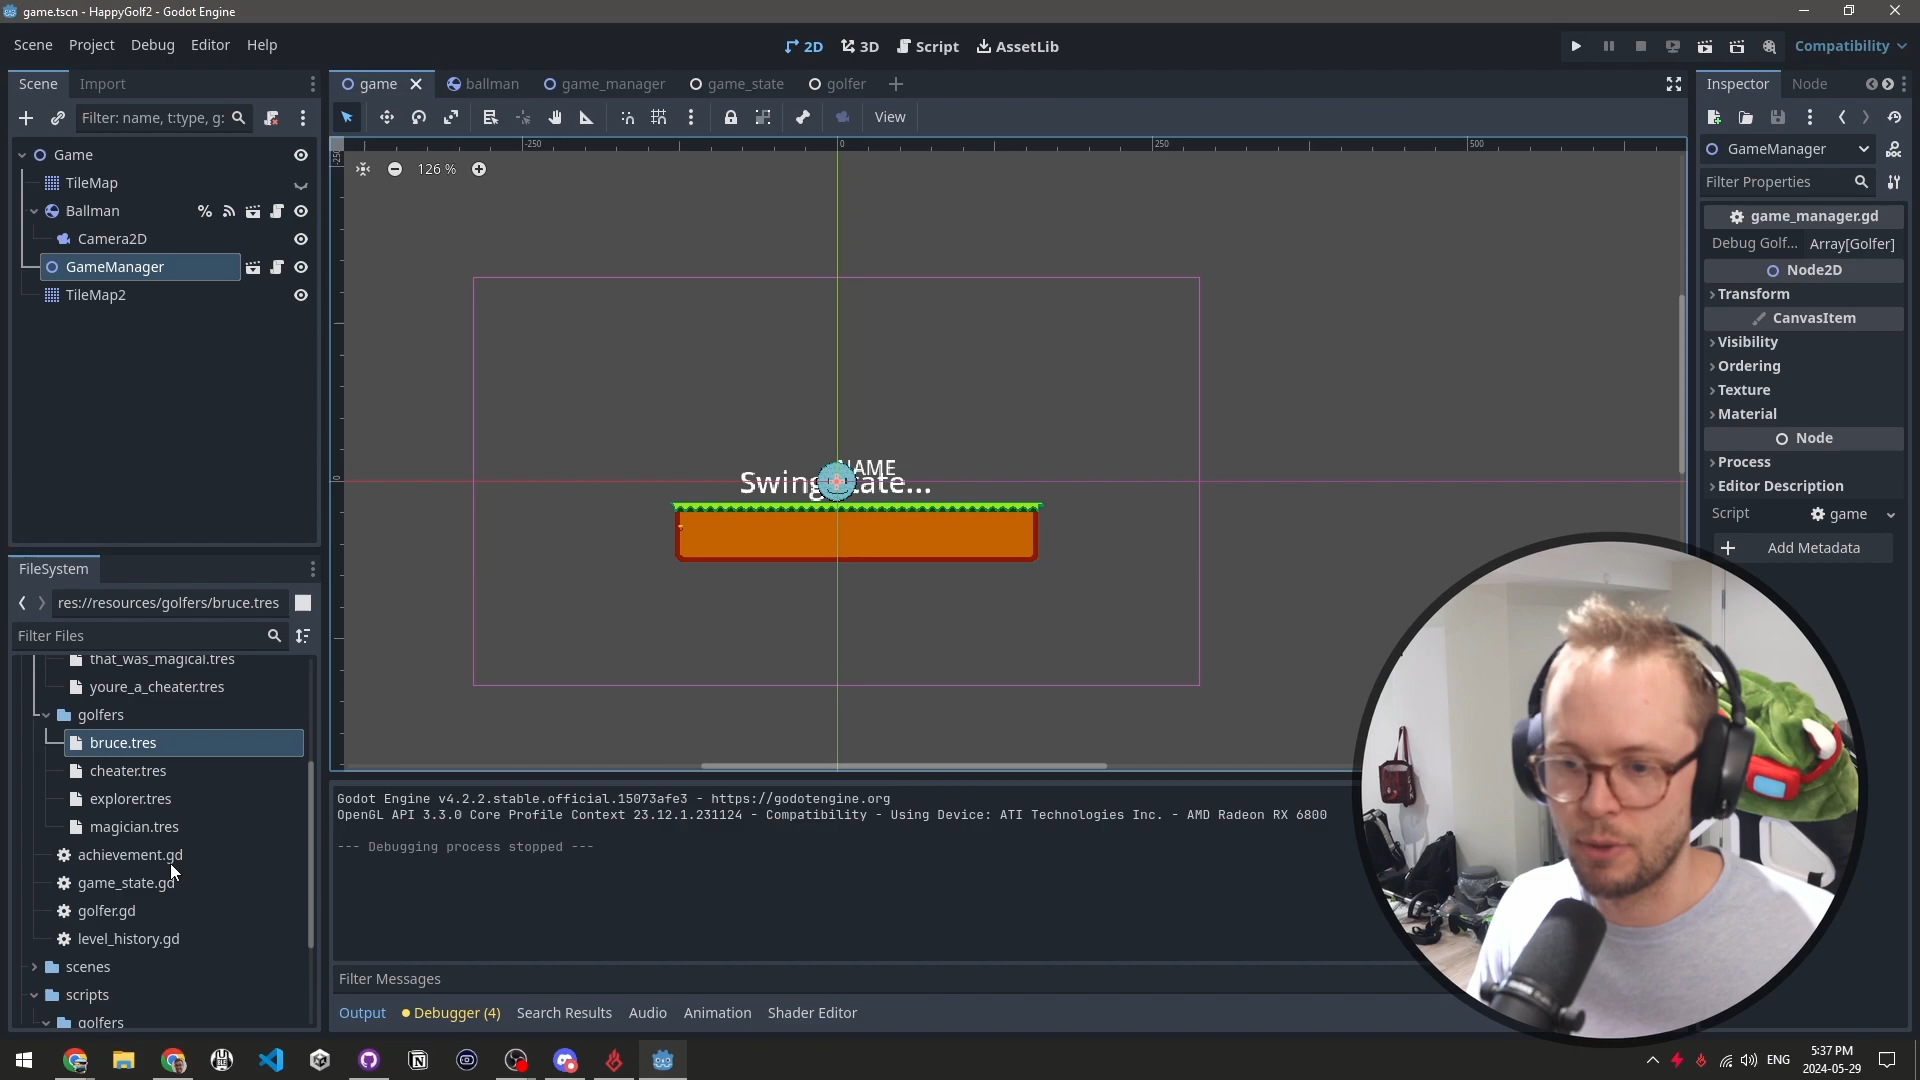 game.tscn - HappyGolf2 - Godot Engine
Scene Project Debug Editor Help
2D 3D Script AssetLib
Compatibility
Scene Import
game ballman game_manager game_state golfer
Inspector Node
Filter: name, t:type, g:
View
Game
TileMap
Ballman
Camera2D
GameManager
TileMap2
-250 0 250 500
126 %
NAME
GameManager
Filter Properties
game_manager.gd
Debug Golf... Array[Golfer]
Node2D
Transform
CanvasItem
Visibility
Ordering
Texture
Material
Node
Process
Editor Description
Script game
Add Metadata
FileSystem
res://resources/golfers/bruce.tres
Filter Files
that_was_magical.tres
youre_a_cheater.tres
golfers
bruce.tres
cheater.tres
explorer.tres
magician.tres
achievement.gd
game_state.gd
golfer.gd
level_history.gd
scenes
scripts
golfers
Godot Engine v4.2.2.stable.official.15073afe3 - https://godotengine.org
OpenGL API 3.3.0 Core Profile Context 23.12.1.231124 - Compatibility - Using Device: ATI Technologies Inc. - AMD Radeon RX 6800
--- Debugging process stopped ---
Filter Messages
Output Debugger (4) Search Results Audio Animation Shader Editor
ENG
5:37 PM
2024-05-29